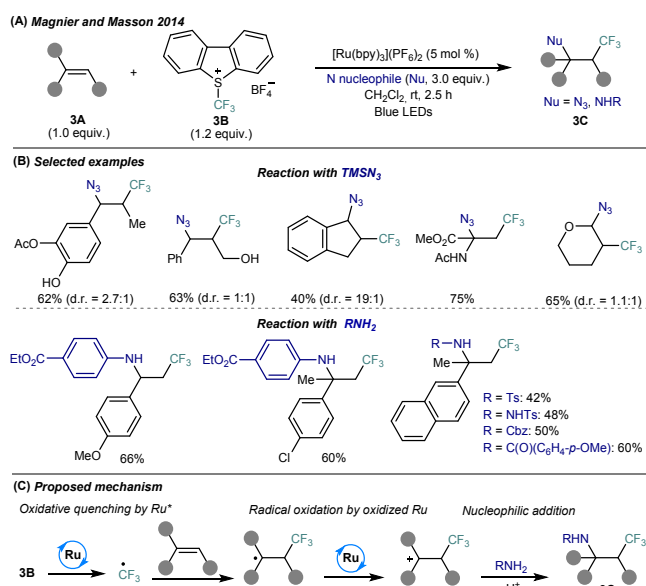 (A) Magnier and Masson 2014
3A
(1.0 equiv.)
+
S+
CF3
BF4−
3B
(1.2 equiv.)
[Ru(bpy)3](PF6)2 (5 mol %)
N nucleophile (Nu, 3.0 equiv.)
CH2Cl2, rt, 2.5 h
Blue LEDs
Nu CF3
Nu = N3, NHR
3C
(B) Selected examples
Reaction with TMSN3
N3 CF3 Me AcO HO
62% (d.r. = 2.7:1)
N3 CF3 Ph OH
63% (d.r. = 1:1)
N3 CF3
40% (d.r. = 19:1)
N3 CF3 MeO2C AcHN
75%
O N3 CF3
65% (d.r. = 1.1:1)
Reaction with RNH2
EtO2C NH CF3 MeO
66%
EtO2C NH Me CF3 Cl
60%
R HN Me CF3
R = Ts: 42%
R = NHTs: 48%
R = Cbz: 50%
R = C(O)(C6H4-p-OMe): 60%
(C) Proposed mechanism
Oxidative quenching by Ru*
Radical oxidation by oxidized Ru
Nucleophilic addition
3B
Ru
• CF3
• CF3
Ru
+ CF3
RNH2
RHN CF3